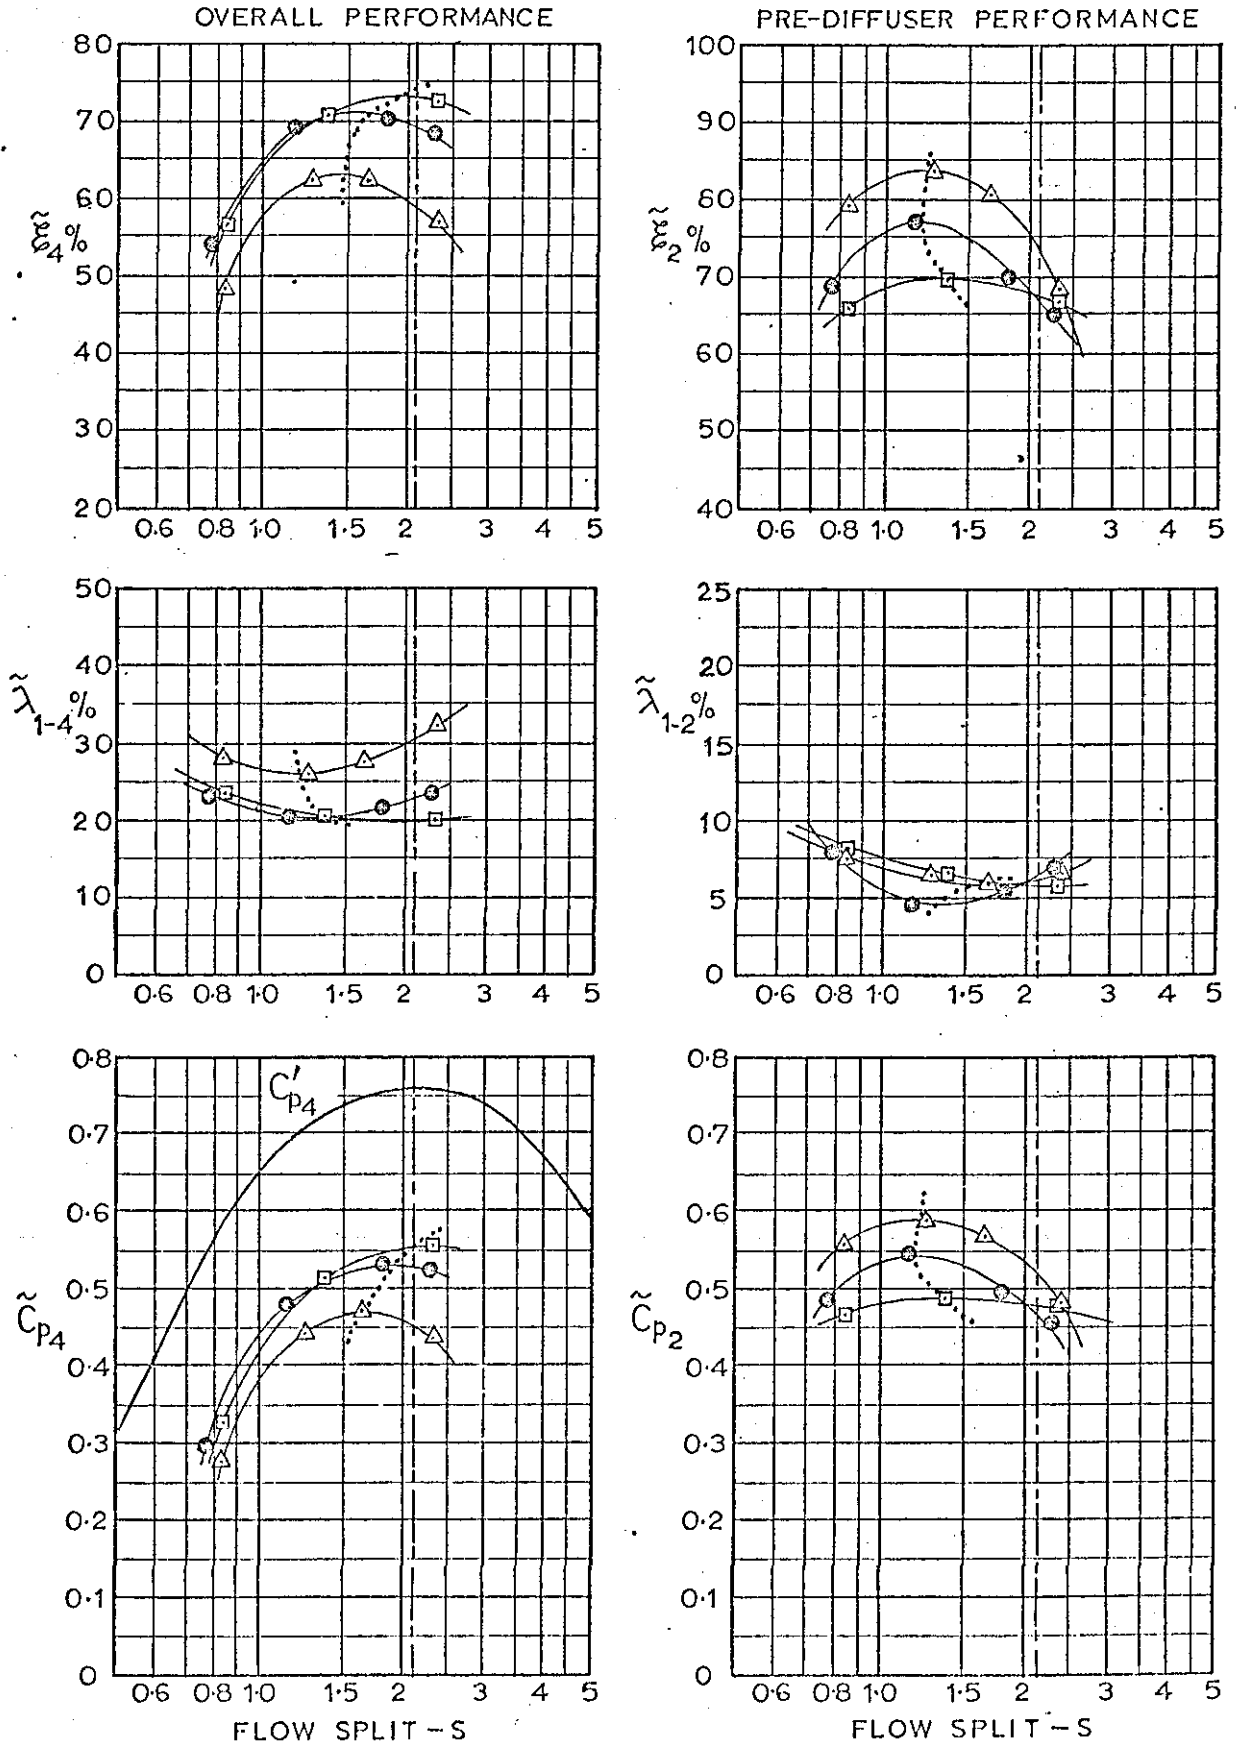 OVERALL PERFORMANCE
80
70
60
50
40
30
20
ε̃4%
0.6 0.8 1.0 1.5 2 3 4 5
PRE-DIFFUSER PERFORMANCE
100
90
80
70
60
50
40
ε̃2%
0.6 0.8 1.0 1.5 2 3 4 5
50
40
30
20
10
0
λ̃1-4%
0.6 0.8 1.0 1.5 2 3 4 5
25
20
15
10
5
0
λ̃1-2%
0.6 0.8 1.0 1.5 2 3 4 5
0.8
0.7
0.6
0.5
0.4
0.3
0.2
0.1
0
C'p4
C̃p4
0.6 0.8 1.0 1.5 2 3 4 5
FLOW SPLIT-S
0.8
0.7
0.6
0.5
0.4
0.3
0.2
0.1
0
C̃p2
0.6 0.8 1.0 1.5 2 3 4 5
FLOW SPLIT-S